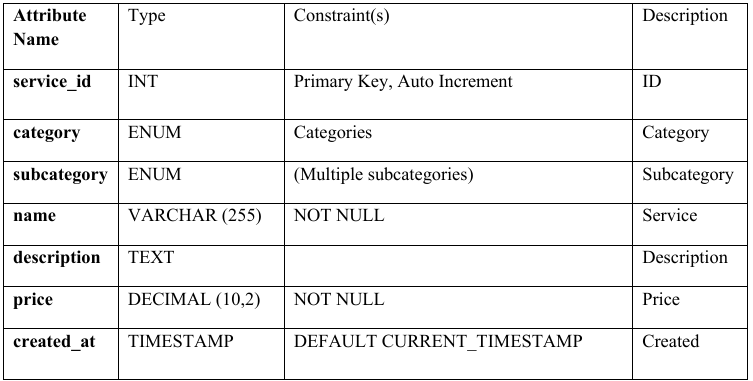 Attribute Name Type Constraint(s) Description
service_id INT Primary Key, Auto Increment ID
category ENUM Categories Category
subcategory ENUM (Multiple subcategories) Subcategory
name VARCHAR (255) NOT NULL Service
description TEXT Description
price DECIMAL (10,2) NOT NULL Price
created_at TIMESTAMP DEFAULT CURRENT_TIMESTAMP Created